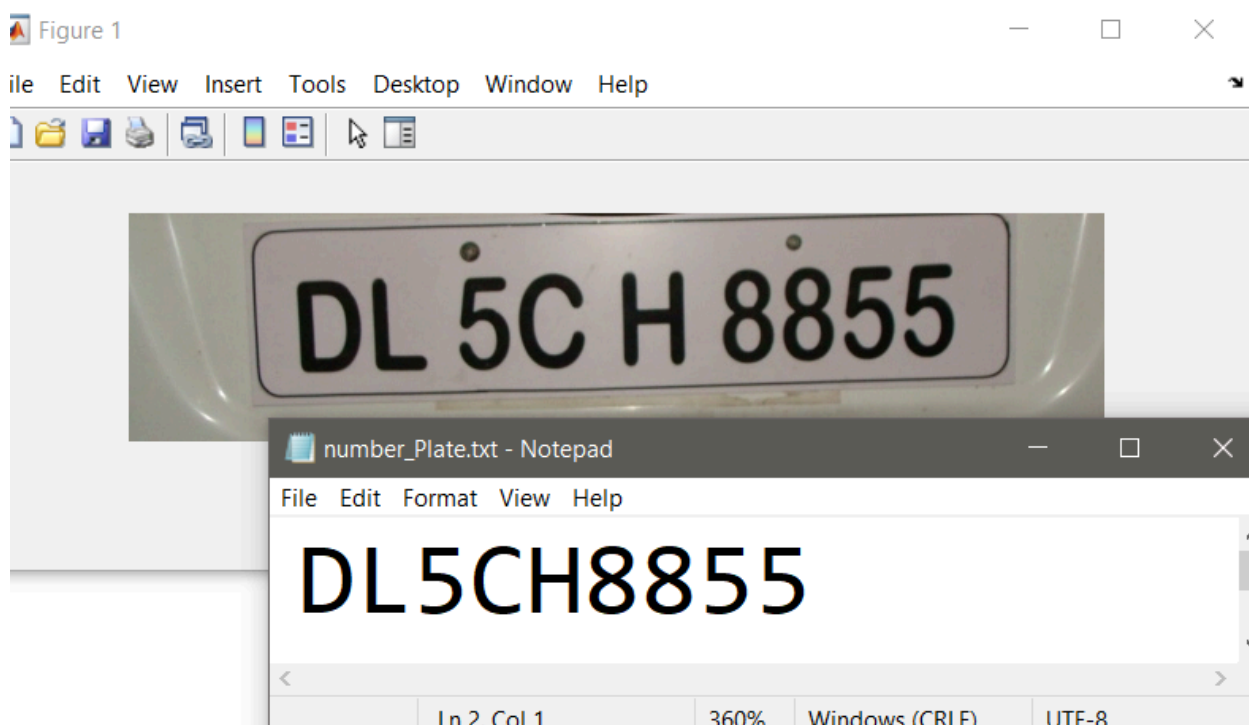 Figure 1
File Edit View Insert Tools Desktop Window Help
DL 5C H 8855
number_Plate.txt - Notepad
File Edit Format View Help
DL5CH8855
Ln 2, Col 1 360% Windows (CRLF) UTF-8